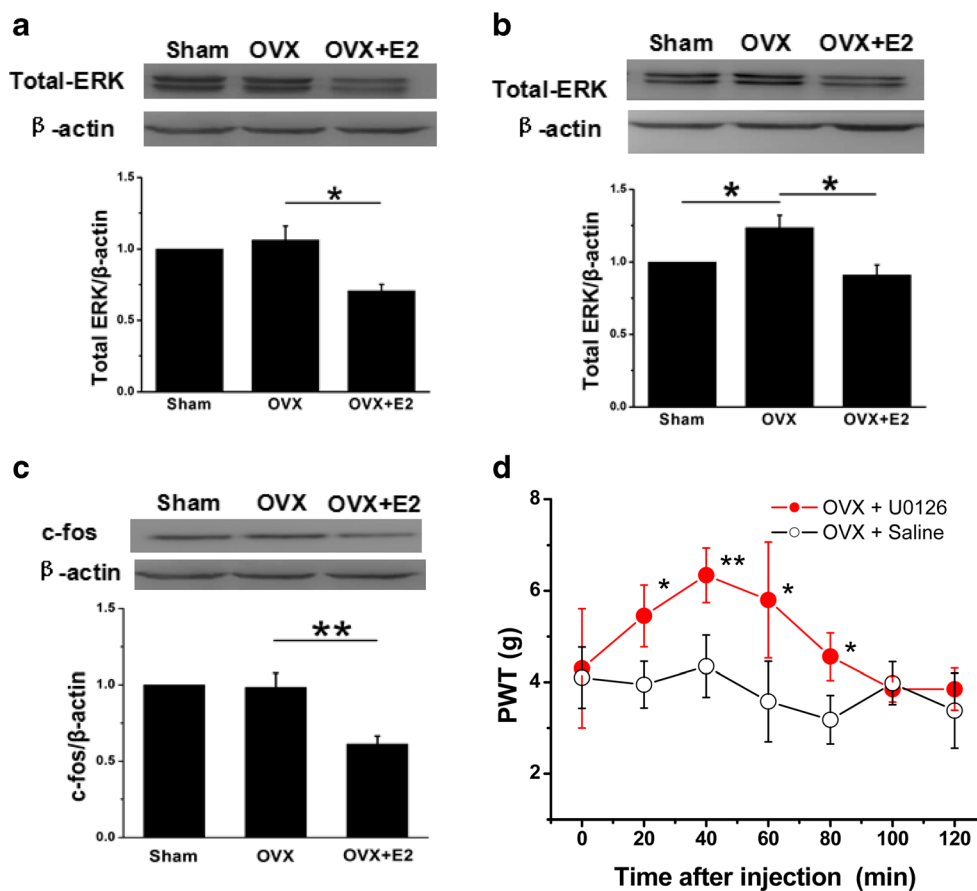 a
Sham OVX OVX+E2
Total-ERK
β-actin
1.5
1.0
0.5
0.0
Total ERK/β-actin
*
Sham OVX OVX+E2
b
Sham OVX OVX+E2
Total-ERK
β-actin
1.5
1.0
0.5
0.0
Total ERK/β-actin
* *
Sham OVX OVX+E2
c
Sham OVX OVX+E2
c-fos
β-actin
1.5
1.0
0.5
0.0
c-fos/β-actin
**
Sham OVX OVX+E2
d
8
6
4
2
0
PWT (g)
OVX + U0126
OVX + Saline
* ** * *
0 20 40 60 80 100 120
Time after injection (min)